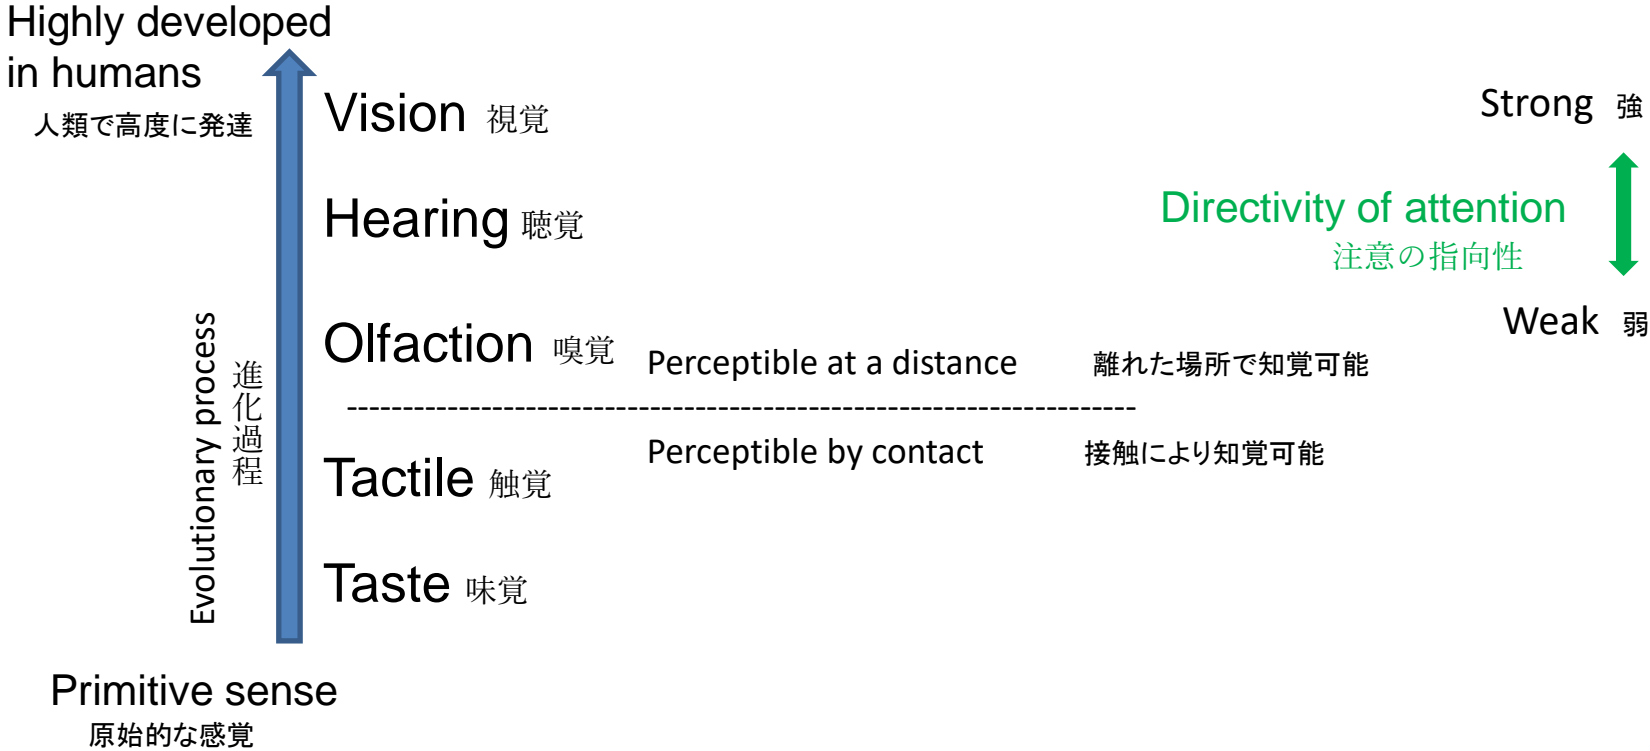 Highly developed
in humans
人類で高度に発達
Vision 視覚
Strong 強
Hearing 聴覚
Directivity of attention
注意の指向性
Weak 弱
Olfaction 嗅覚
Perceptible at a distance 離れた場所で知覚可能
--------------------------------------------------------------------
Perceptible by contact 接触により知覚可能
Tactile 触覚
Taste 味覚
Evolutionary process
進化過程
Primitive sense
原始的な感覚